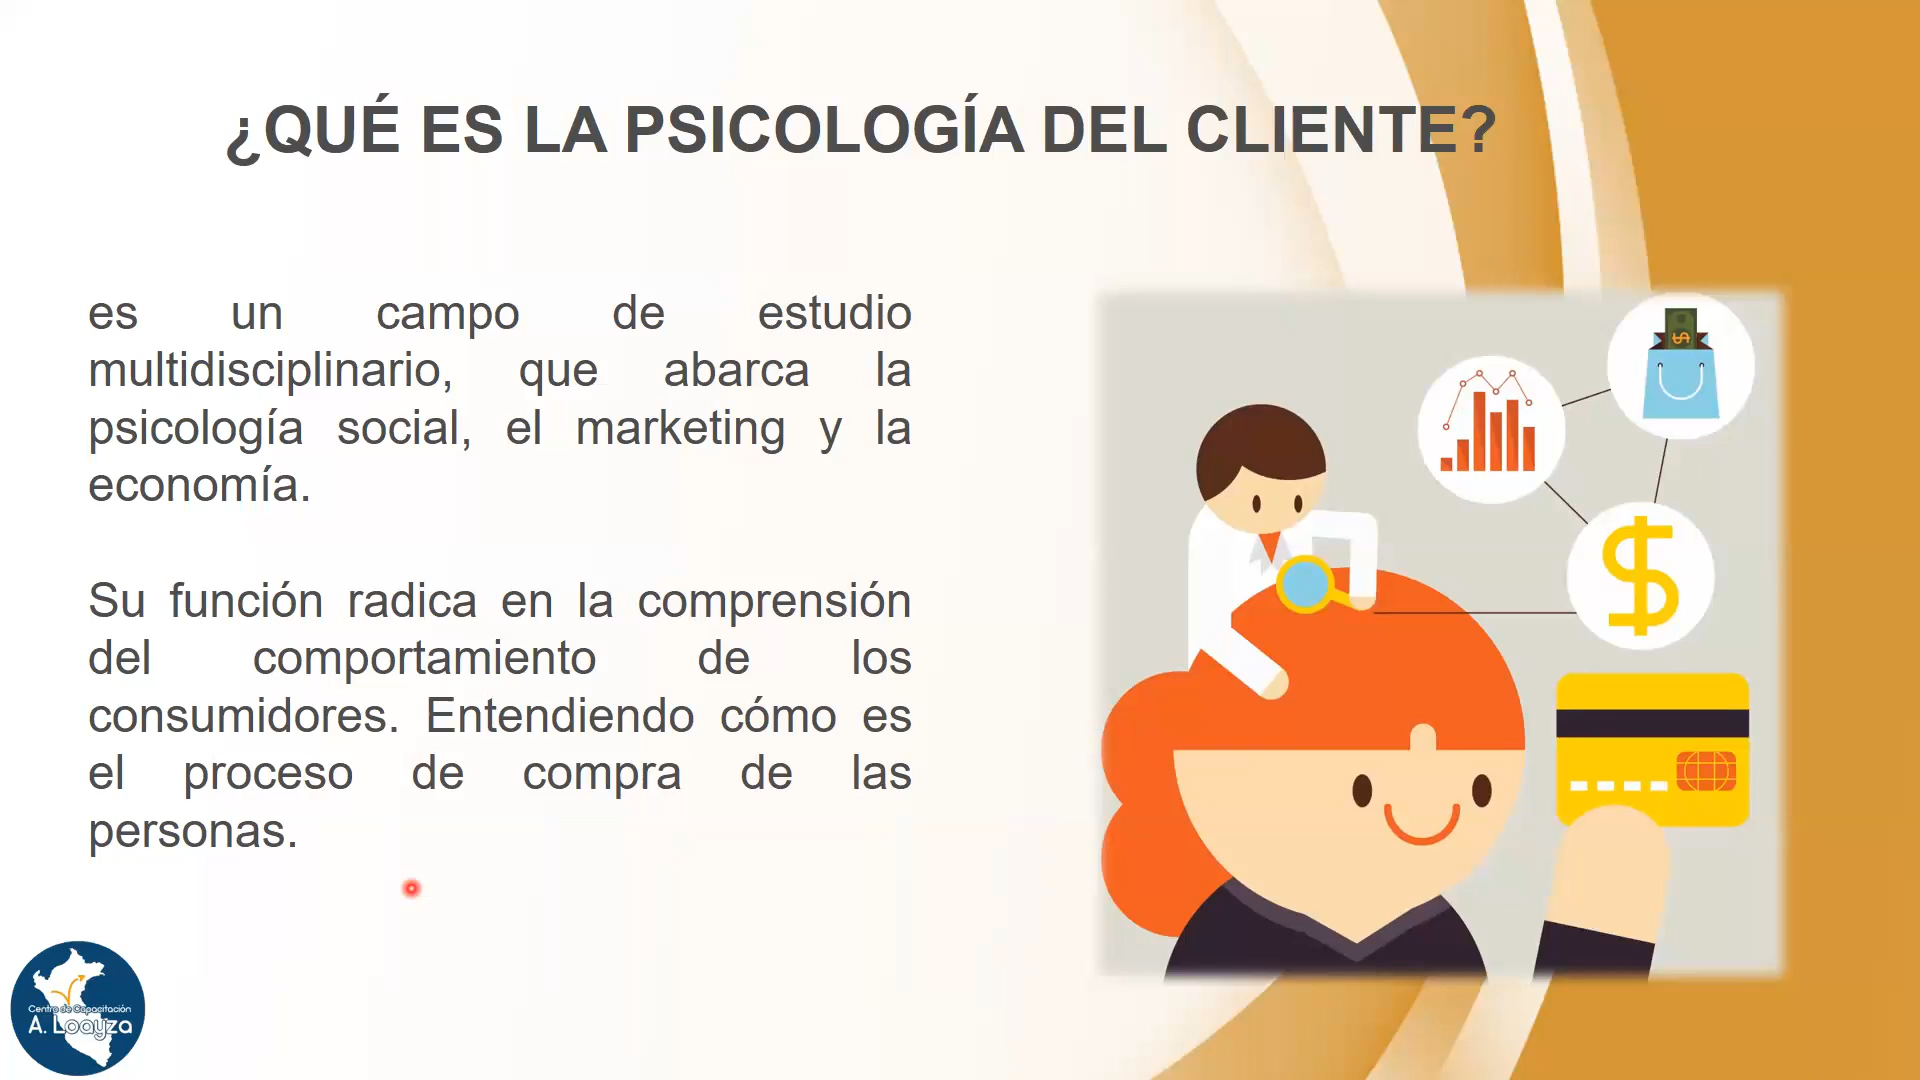 ¿QUÉ ES LA PSICOLOGÍA DEL CLIENTE?
es un campo de estudio
multidisciplinario, que abarca la
psicología social, el marketing y la
economía.
Su función radica en la comprensión
del comportamiento de los
consumidores. Entendiendo cómo es
el proceso de compra de las
personas.
$
$
Centro de Capacitación
A. Loayza